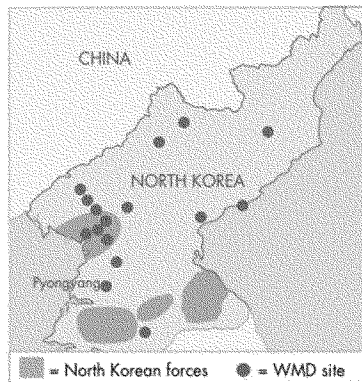 CHINA
NORTH KOREA
Pyongyang
= North Korean forces
= WMD site